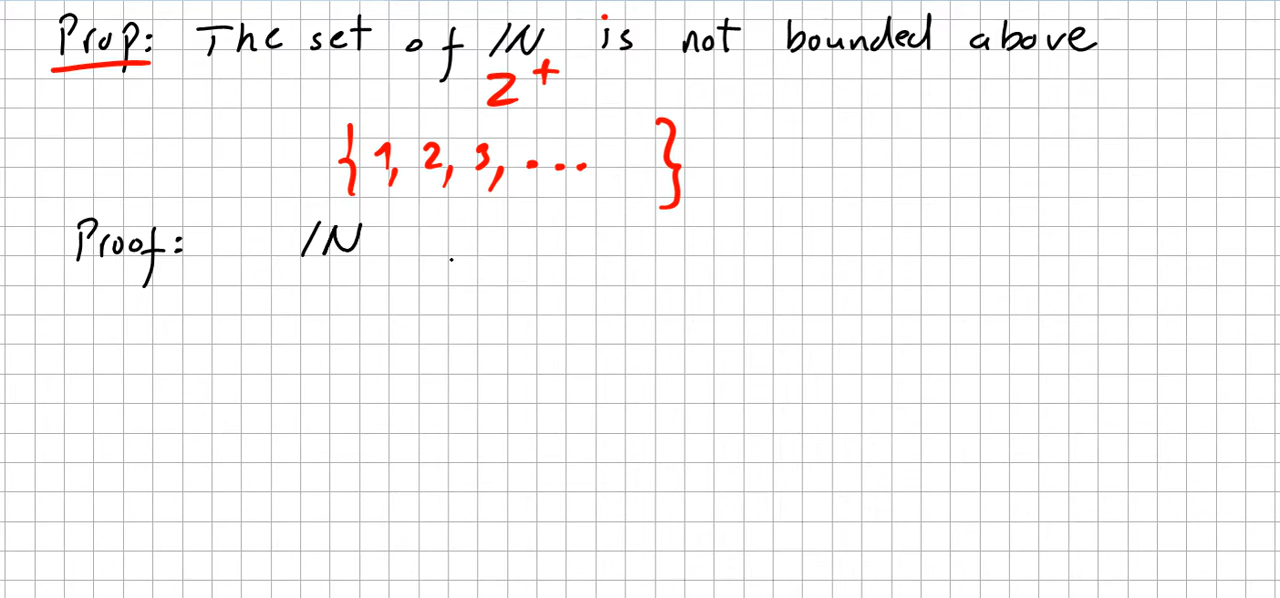 Prop: The set of ℕ is not bounded above
Z⁺
{1, 2, 3, ... }
Proof: ℕ